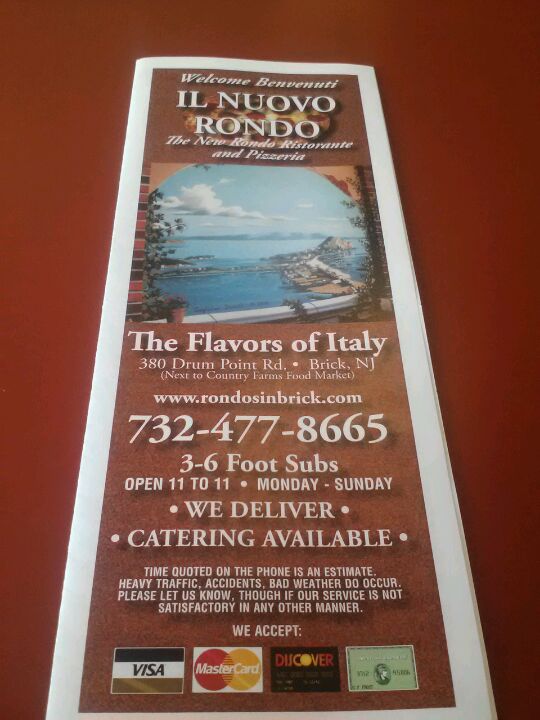 Welcome Benvenuti
IL NUOVO
RONDO
The New Rondo Ristorante
and Pizzeria
The Flavors of Italy
380 Drum Point Rd. • Brick, NJ
(Next to Country Farms Food Market)
www.rondosinbrick.com
732-477-8665
3-6 Foot Subs
OPEN 11 TO 11 • MONDAY - SUNDAY
• WE DELIVER •
• CATERING AVAILABLE •
TIME QUOTED ON THE PHONE IS AN ESTIMATE.
HEAVY TRAFFIC, ACCIDENTS, BAD WEATHER DO OCCUR.
PLEASE LET US KNOW, THOUGH IF OUR SERVICE IS NOT
SATISFACTORY IN ANY OTHER MANNER.
WE ACCEPT:
VISA MasterCard DISCOVER